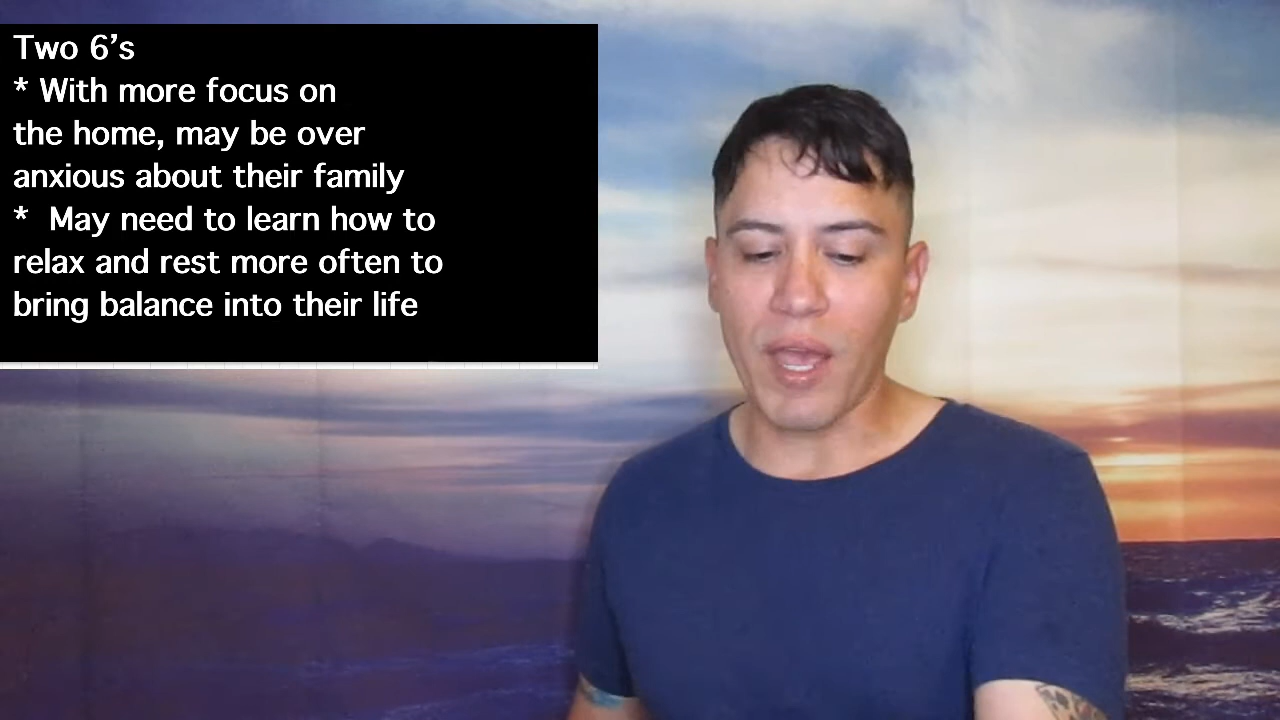 Two 6’s
* With more focus on
the home, may be over
anxious about their family
*  May need to learn how to
relax and rest more often to
bring balance into their life